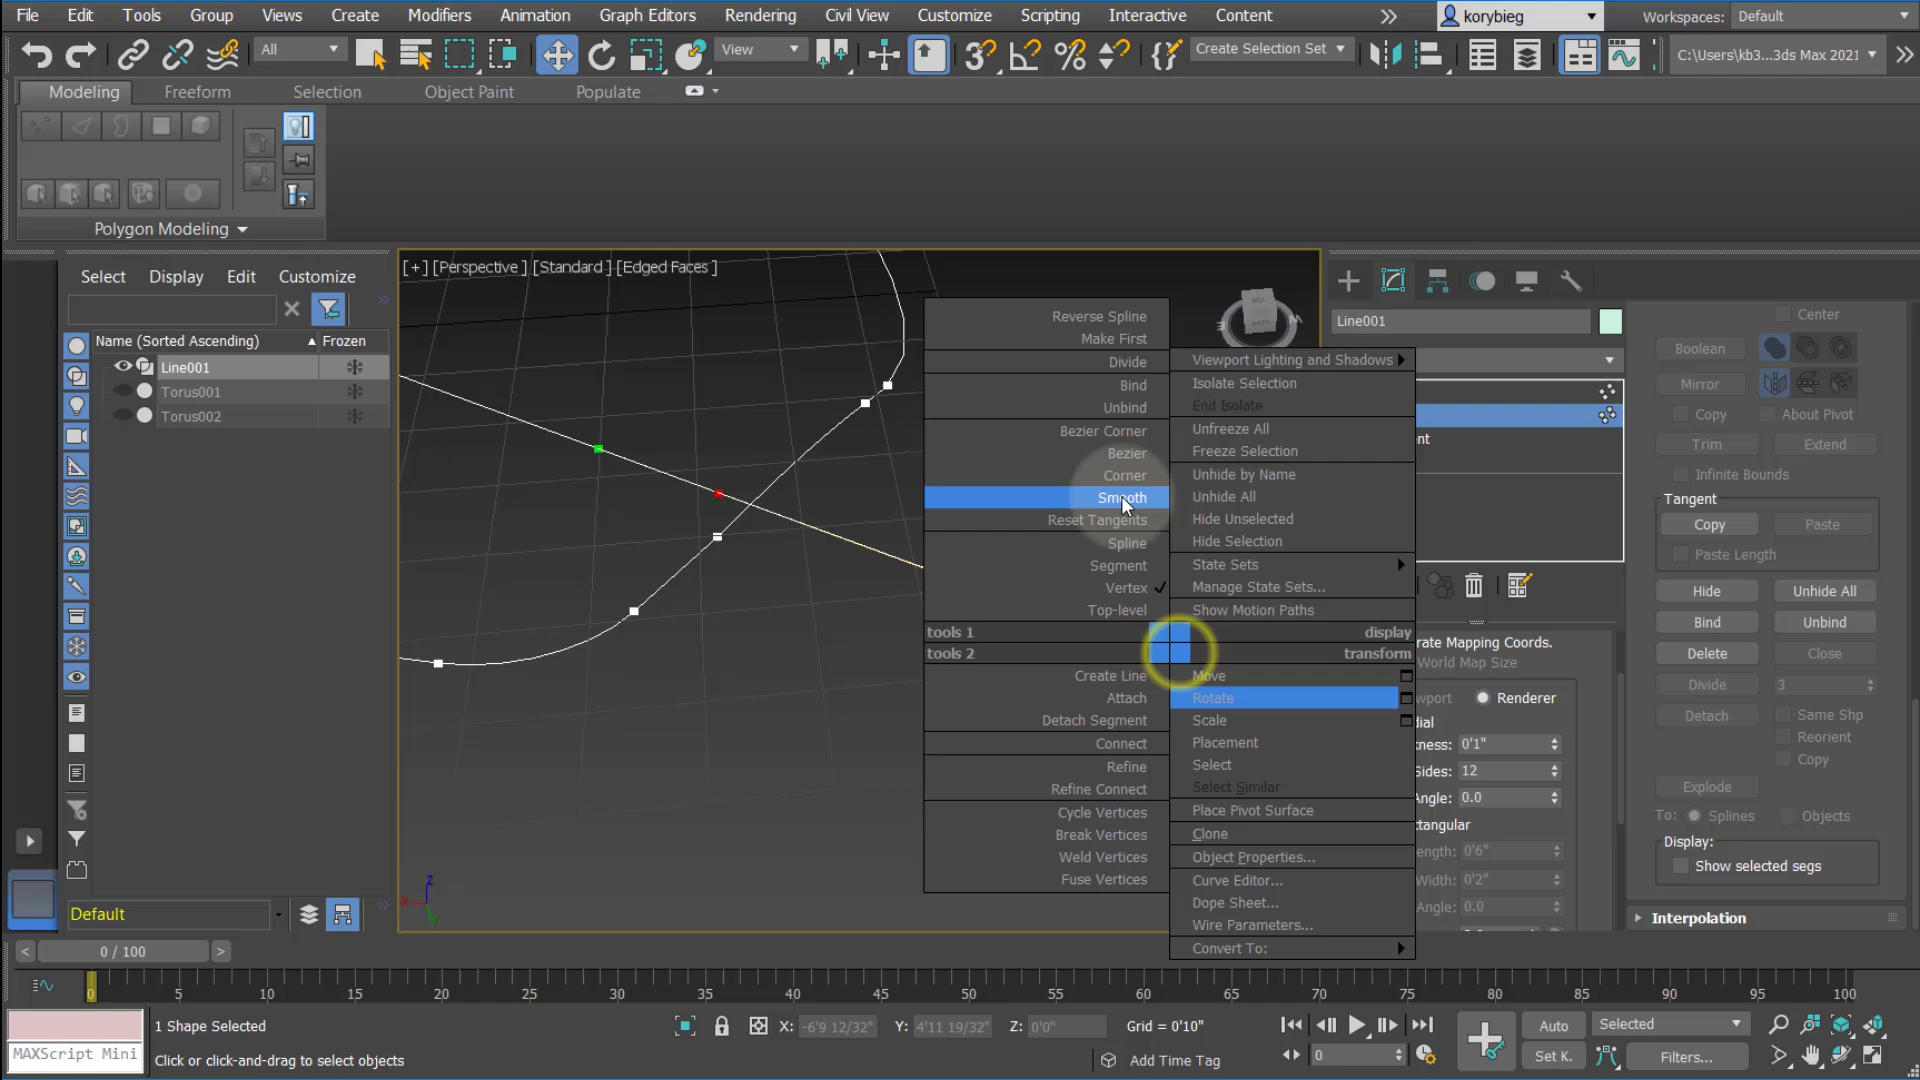 File Edit Tools Group Views Create Modifiers Animation Graph Editors Rendering Civil View Customize Scripting Interactive Content korybieg Workspaces: Default
All View Create Selection Set C:\Users\kb3...3ds Max 2021
Modeling Freeform Selection Object Paint Populate
Polygon Modeling
Select Display Edit Customize
Name (Sorted Ascending) Frozen
Line001
Torus001
Torus002
Default
[+] [Perspective] [Standard] [Edged Faces]
Reverse Spline
Make First
Divide
Bind
Unbind
Bezier Corner
Bezier
Corner
Smooth
Reset Tangents
Spline
Segment
Vertex
Top-level
tools 1
tools 2
Create Line
Attach
Detach Segment
Connect
Refine
Refine Connect
Cycle Vertices
Break Vertices
Weld Vertices
Fuse Vertices
Viewport Lighting and Shadows
Isolate Selection
End Isolate
Unfreeze All
Freeze Selection
Unhide by Name
Unhide All
Hide Unselected
Hide Selection
State Sets
Manage State Sets...
Show Motion Paths
display
transform
Move
Rotate
Scale
Placement
Select
Select Similar
Place Pivot Surface
Clone
Object Properties...
Curve Editor...
Dope Sheet...
Wire Parameters...
Convert To:
Line001
nt
rate Mapping Coords.
World Map Size
wport Renderer
dial
kness: 0'1"
Sides: 12
Angle: 0.0
ctangular
ength: 0'6"
Width: 0'2"
Angle: 0.0
Center
Boolean
Mirror
Copy About Pivot
Trim Extend
Infinite Bounds
Tangent
Copy Paste
Paste Length
Hide Unhide All
Bind Unbind
Delete Close
Divide 3
Detach Same Shp
Reorient
Copy
Explode
To: Splines Objects
Display:
Show selected segs
Interpolation
< 0 / 100 >
0 5 10 15 20 25 30 35 40 45 50 55 60 65 70 75 80 85 90 95 100
1 Shape Selected X: -6'9 12/32" Y: 4'11 19/32" Z: 0'0" Grid = 0'10" Auto Selected
MAXScript Mini Click or click-and-drag to select objects Add Time Tag 0 Set K. Filters...